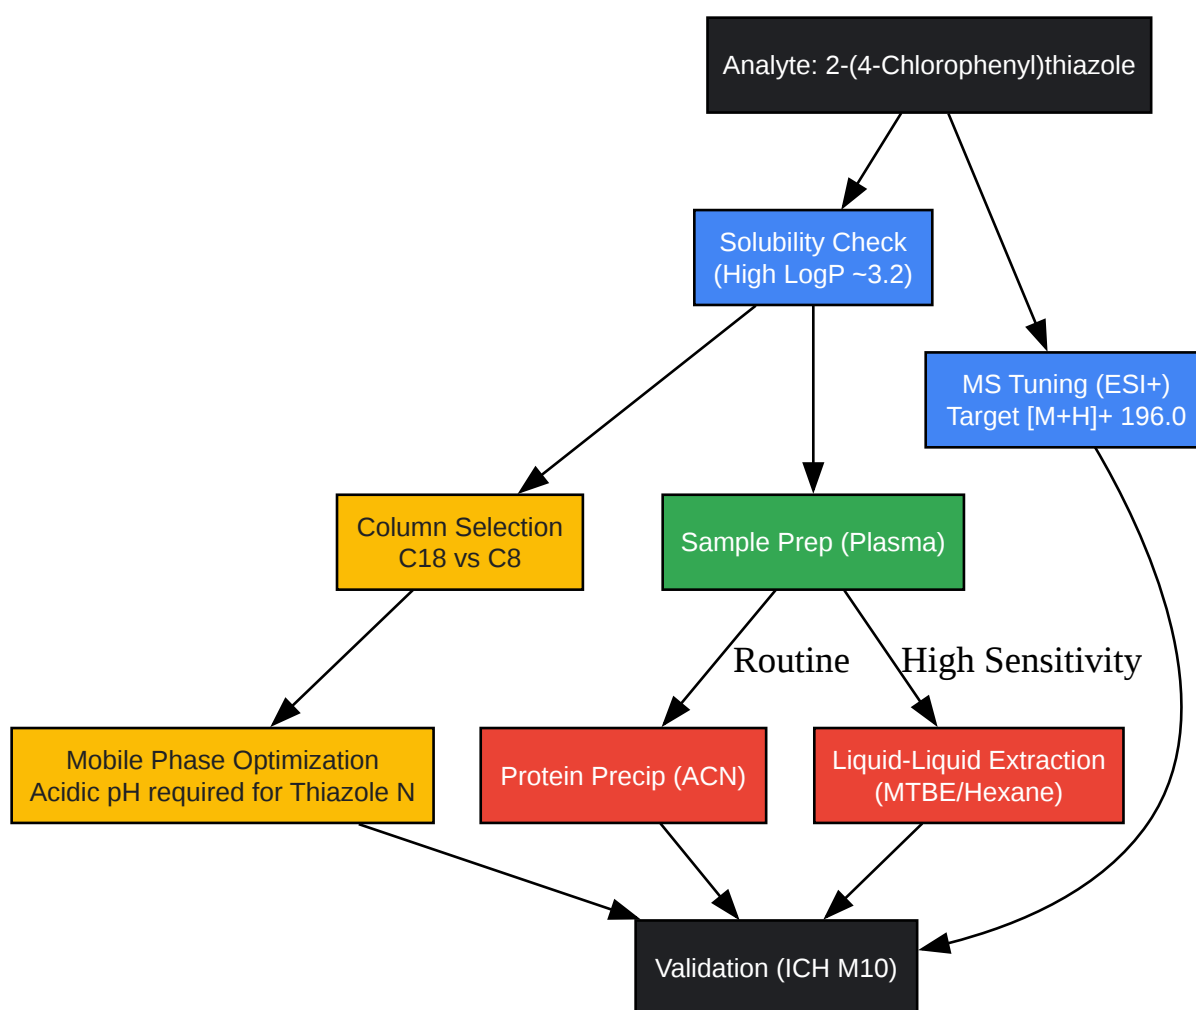 Analyte: 2-(4-Chlorophenyl)thiazole
Solubility Check
(High LogP ~3.2)
MS Tuning (ESI+)
Target [M+H]+ 196.0
Column Selection
C18 vs C8
Sample Prep (Plasma)
Routine
High Sensitivity
Mobile Phase Optimization
Acidic pH required for Thiazole N
Protein Precip (ACN)
Liquid-Liquid Extraction
(MTBE/Hexane)
Validation (ICH M10)